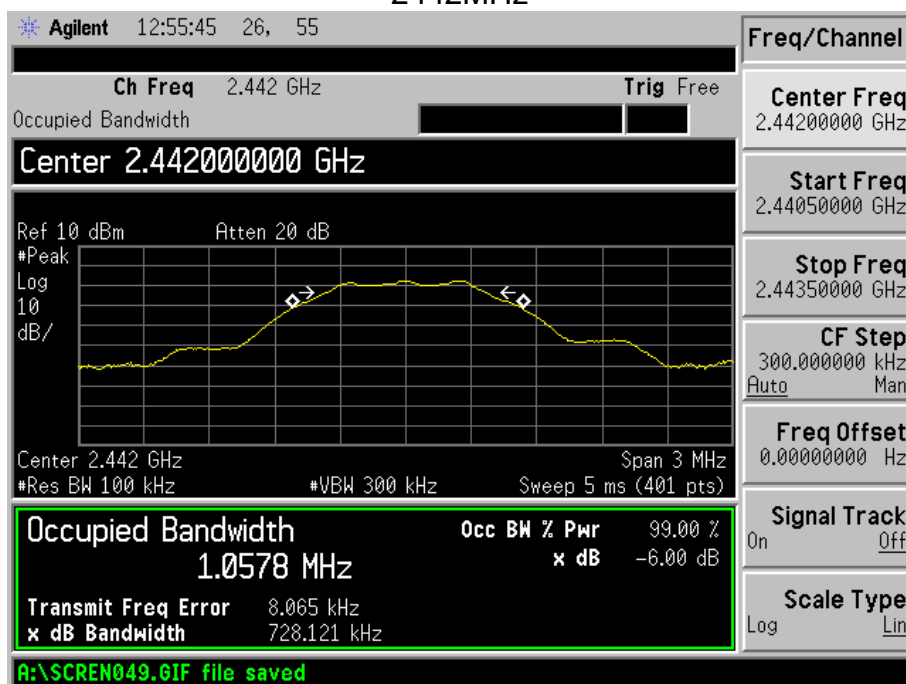 Agilent 12:55:45 26, 55
Freq/Channel
Ch Freq 2.442 GHz Trig Free
Occupied Bandwidth
Center 2.442000000 GHz
Ref 10 dBm Atten 20 dB
#Peak
Log
10
dB/
Center 2.442 GHz Span 3 MHz
#Res BW 100 kHz #VBW 300 kHz Sweep 5 ms (401 pts)
Occupied Bandwidth Occ BW % Pwr 99.00 %
1.0578 MHz x dB -6.00 dB
Transmit Freq Error 8.065 kHz
x dB Bandwidth 728.121 kHz
A:\SCREN049.GIF file saved
Center Freq
2.44200000 GHz
Start Freq
2.44050000 GHz
Stop Freq
2.44350000 GHz
CF Step
300.000000 kHz
Auto Man
Freq Offset
0.00000000 Hz
Signal Track
On Off
Scale Type
Log Lin